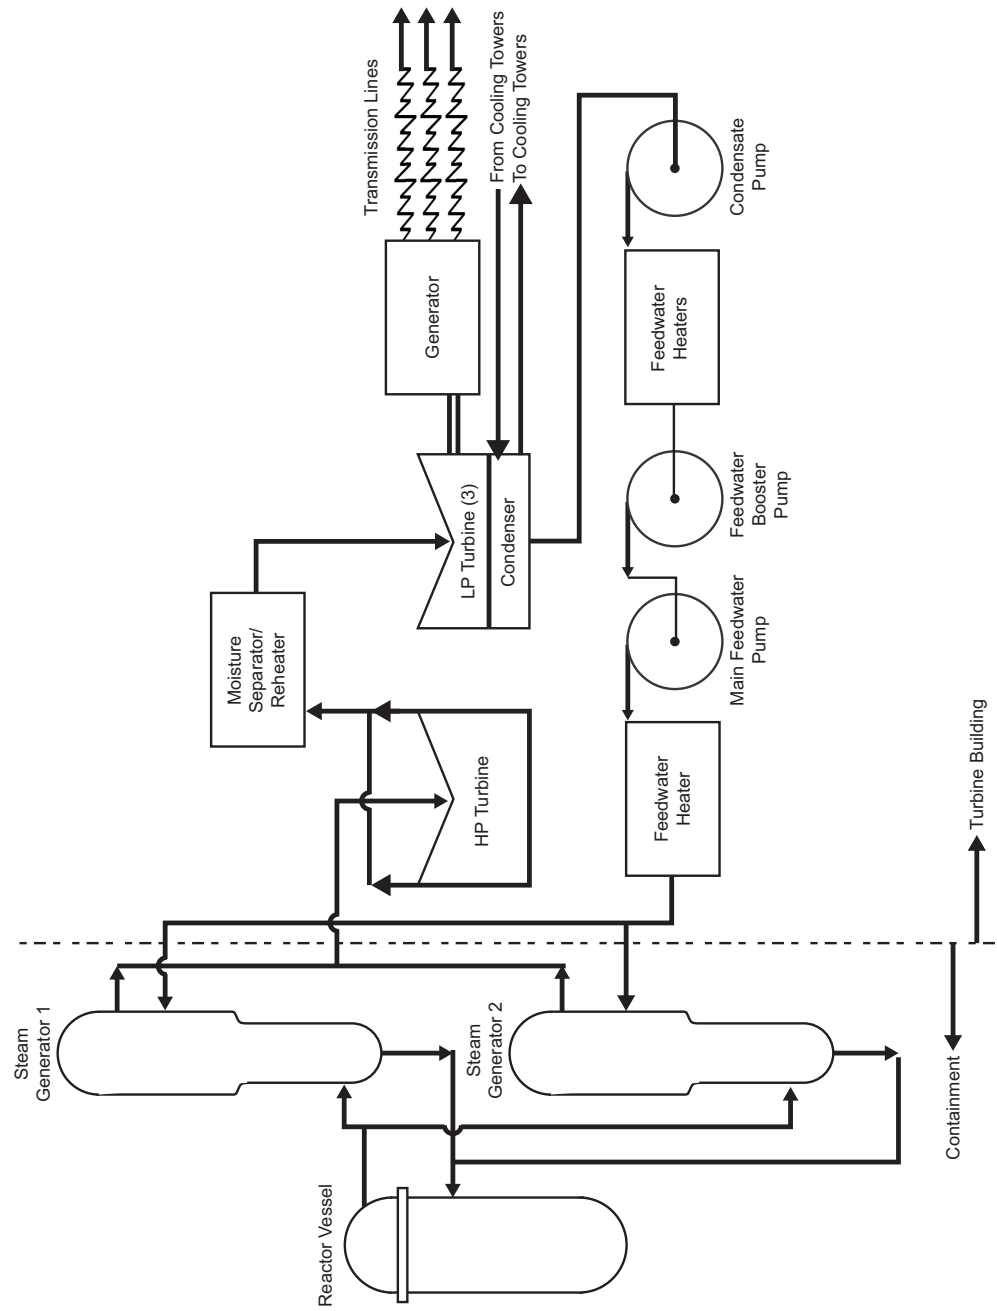 Steam
Generator 1
Reactor Vessel
Steam
Generator 2
Containment
Turbine Building
HP Turbine
Moisture
Separator/
Reheater
LP Turbine (3)
Condenser
Generator
Transmission Lines
From Cooling Towers
To Cooling Towers
Condensate
Pump
Feedwater
Heaters
Feedwater
Booster
Pump
Main Feedwater
Pump
Feedwater
Heater